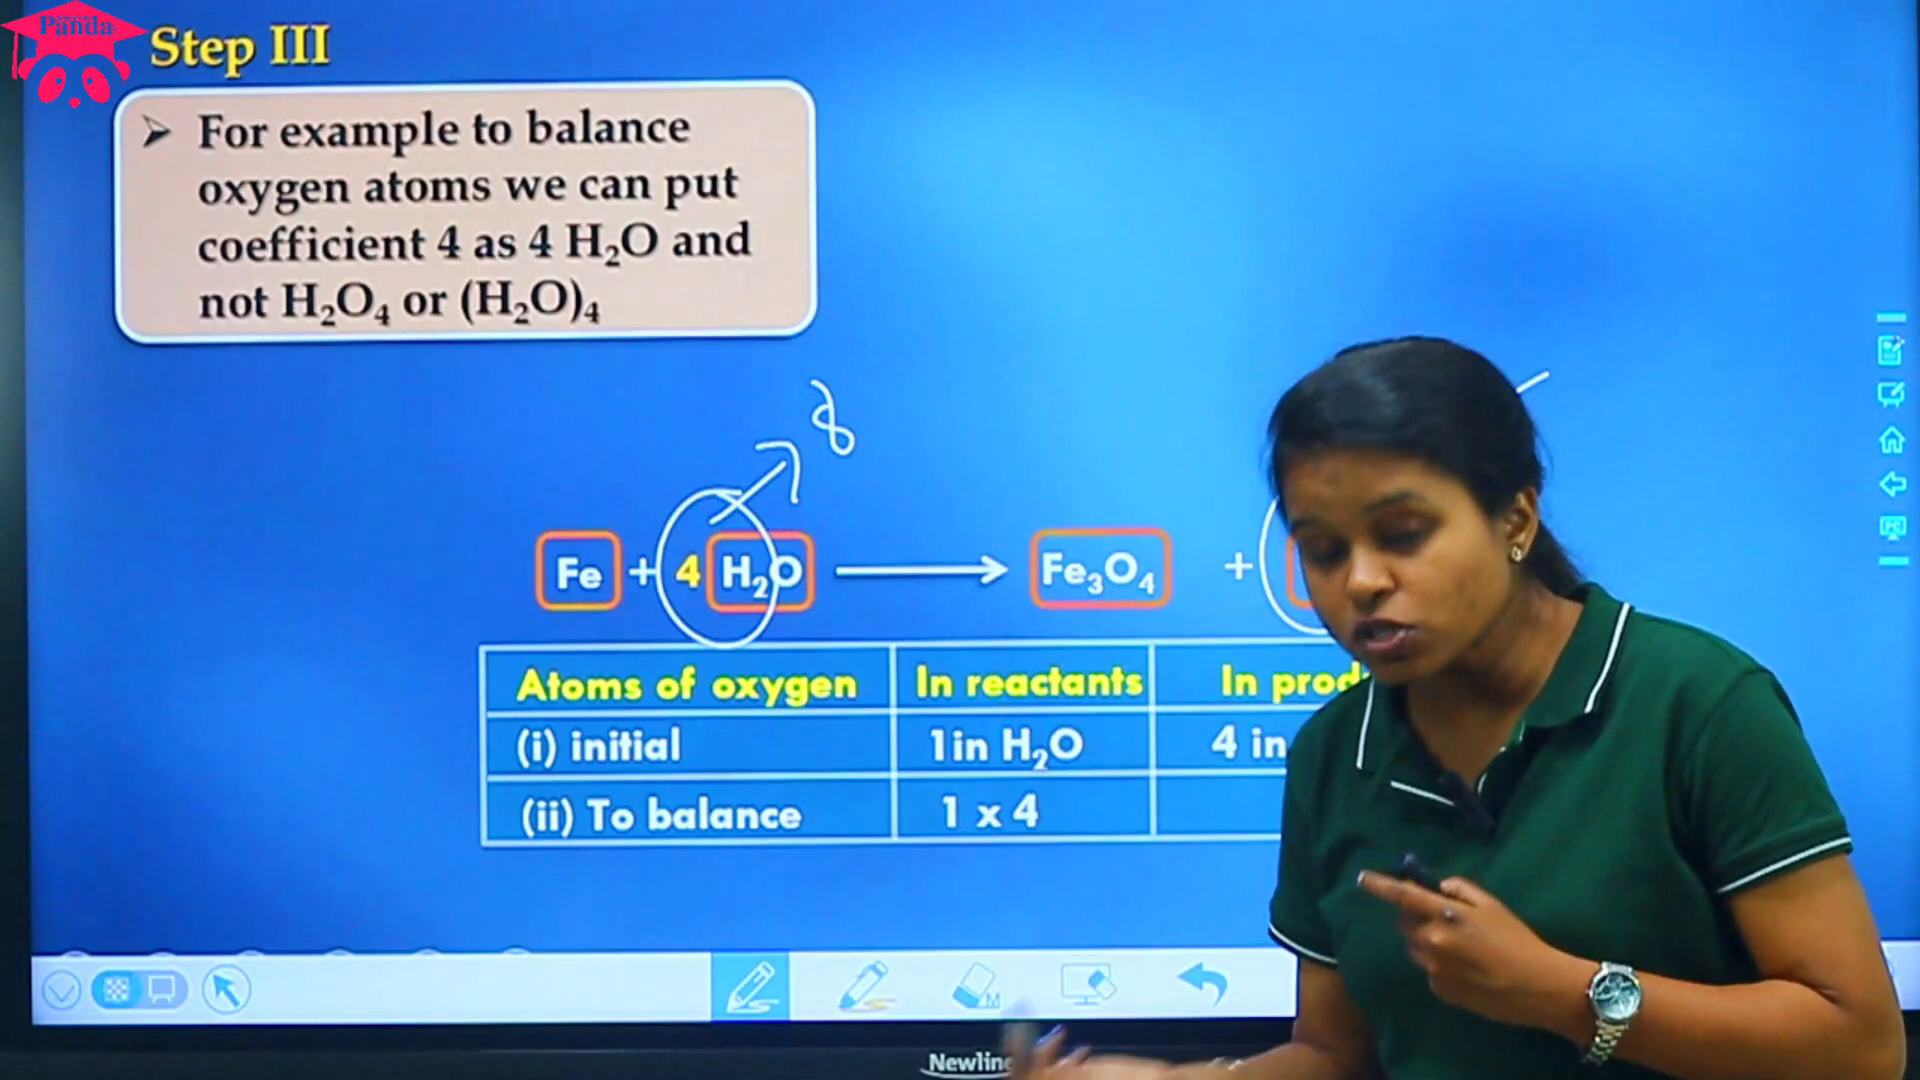 Panda
Step III
➤ For example to balance
oxygen atoms we can put
coefficient 4 as 4 H₂O and
not H₂O₄ or (H₂O)₄
8
Fe + 4 H₂O ⟶ Fe₃O₄ +
Atoms of oxygen In reactants In prod
(i) initial 1in H₂O 4 in
(ii) To balance 1 x 4
M
PC
Newline